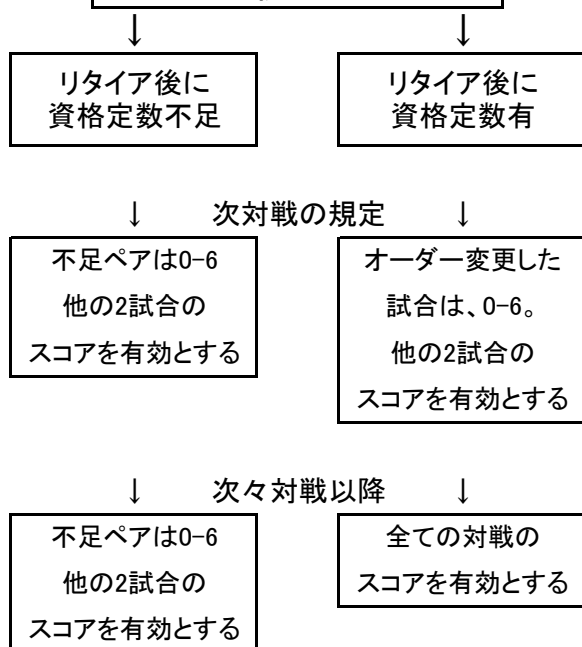 ↓ ↓
リタイア後に
資格定数不足
リタイア後に
資格定数有
↓ 次対戦の規定 ↓
不足ペアは0-6
他の2試合の
スコアを有効とする
オーダー変更した
試合は、0-6。
他の2試合の
スコアを有効とする
↓ 次々対戦以降 ↓
不足ペアは0-6
他の2試合の
スコアを有効とする
全ての対戦の
スコアを有効とする